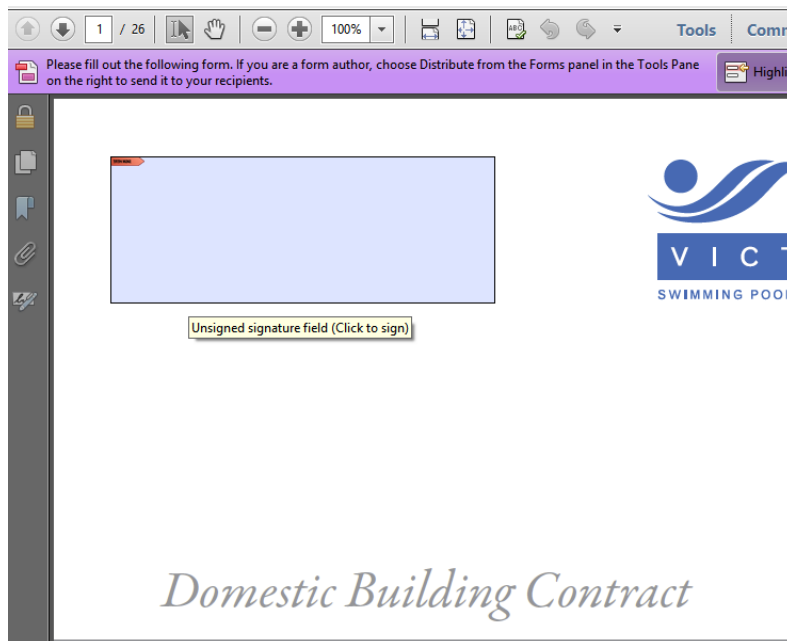 1 / 26 100% Tools Comm
Please fill out the following form. If you are a form author, choose Distribute from the Forms panel in the Tools Pane
on the right to send it to your recipients.
Highli
VICT
SWIMMING POOL
Unsigned signature field (Click to sign)
Domestic Building Contract